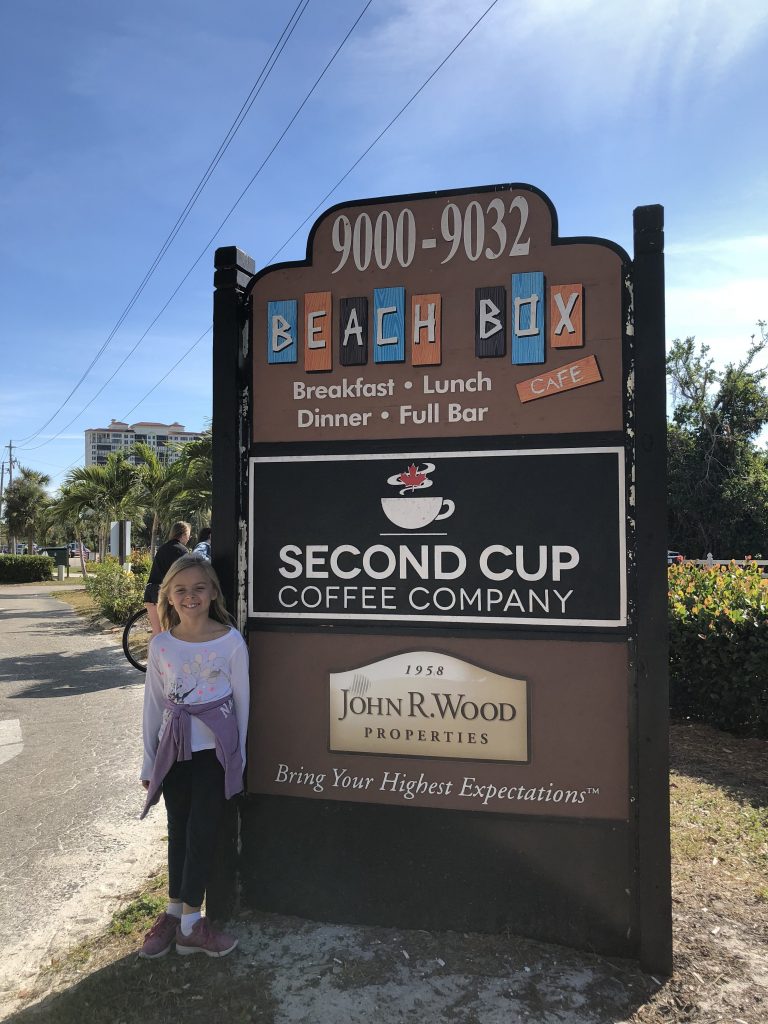 9000-9032
BEACH BOX
CAFE
Breakfast • Lunch
Dinner • Full Bar
SECOND CUP
COFFEE COMPANY
1958
JOHN R. WOOD
PROPERTIES
Bring Your Highest Expectations™